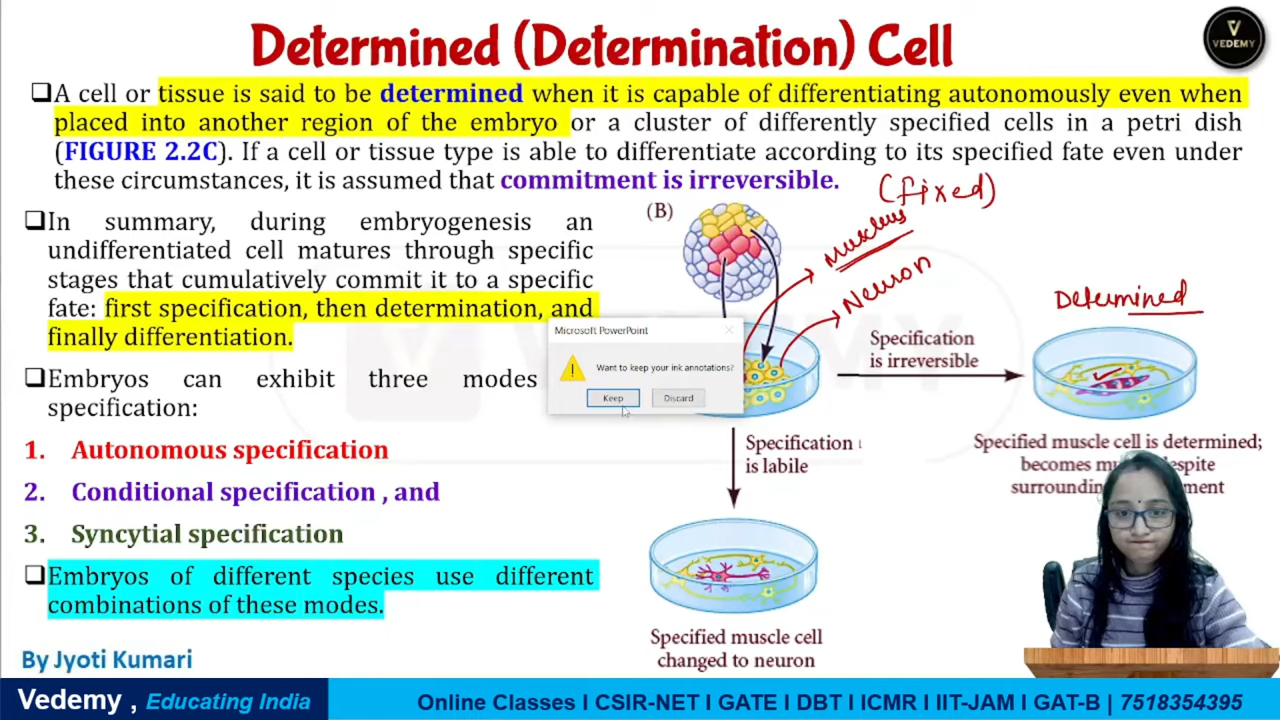 Determined (Determination) Cell
VEDEMY
❑A cell or tissue is said to be determined when it is capable of differentiating autonomously even when
placed into another region of the embryo or a cluster of differently specified cells in a petri dish
(FIGURE 2.2C). If a cell or tissue type is able to differentiate according to its specified fate even under
these circumstances, it is assumed that commitment is irreversible.
(fixed)
❑In summary, during embryogenesis an
undifferentiated cell matures through specific
stages that cumulatively commit it to a specific
fate: first specification, then determination, and
finally differentiation.
❑Embryos can exhibit three modes
specification:
1. Autonomous specification
2. Conditional specification , and
3. Syncytial specification
❑Embryos of different species use different
combinations of these modes.
By Jyoti Kumari
(B)
Muscles
Neuron
Determined
Microsoft PowerPoint
Want to keep your ink annotations?
Keep
Discard
Specification
is irreversible
Specification
is labile
Specified muscle cell is determined;
becomes despite
Specified muscle cell
changed to neuron
Vedemy , Educating India
Online Classes I CSIR-NET I GATE I DBT I ICMR I IIT-JAM I GAT-B | 7518354395